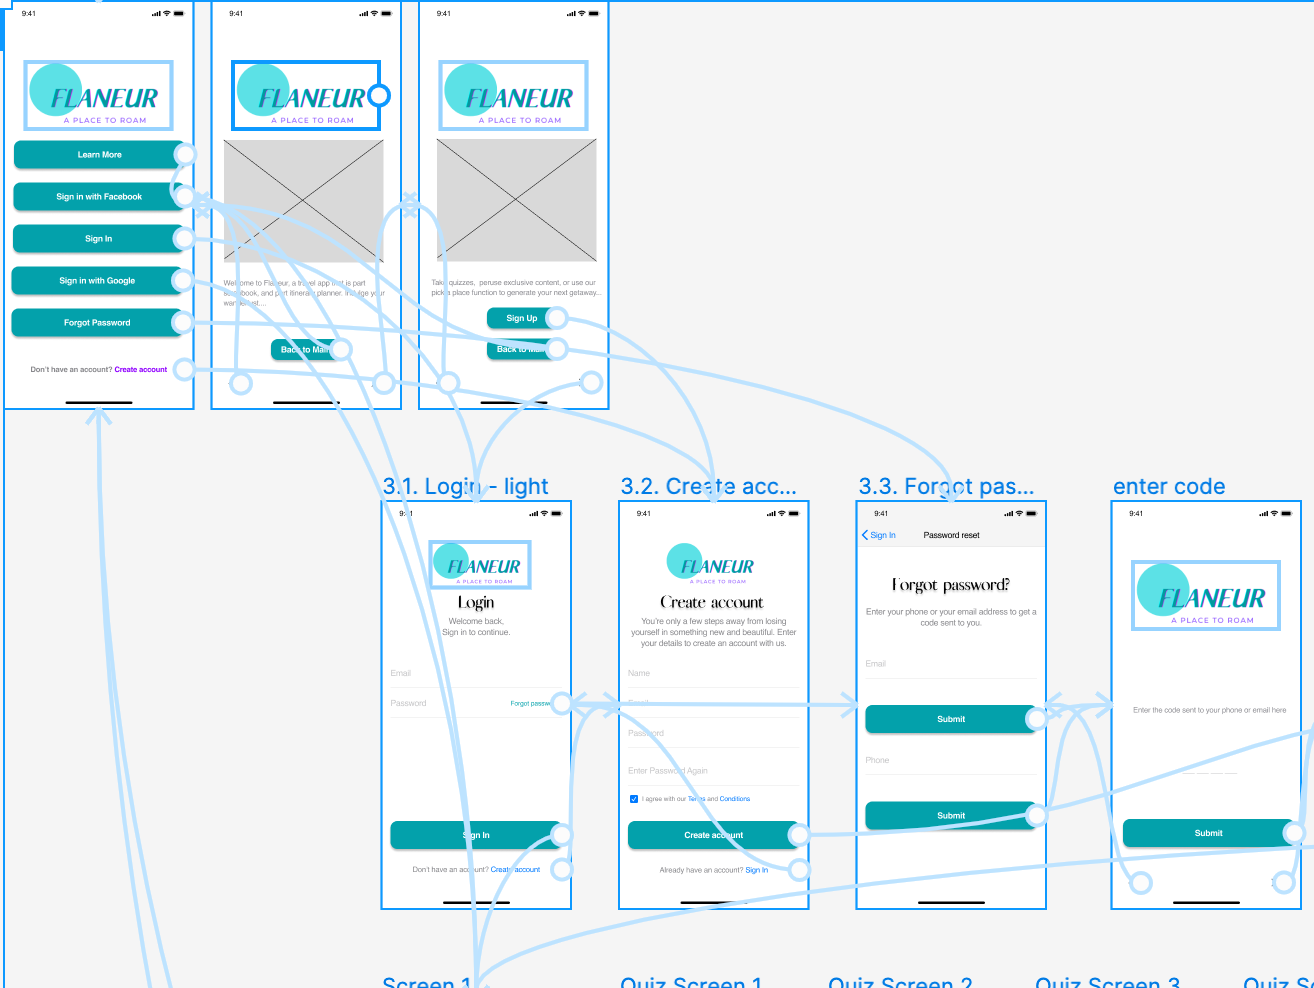 9:41
FLANEUR
A PLACE TO ROAM
Learn More
Sign in with Facebook
Sign In
Sign in with Google
Forgot Password
Don't have an account? Create account
9:41
FLANEUR
A PLACE TO ROAM
Welcome to Flaneur, a travel app that is part
and part itinerary planner. Indulge your
Back to Main
9:41
FLANEUR
A PLACE TO ROAM
Take quizzes, peruse exclusive content, or use our
pick a place function to generate your next getaway...
Sign Up
Back to Main
3.1. Login - light
9:41
FLANEUR
A PLACE TO ROAM
Login
Welcome back,
Sign in to continue.
Email
Password
Forgot
Sign In
Don't have an account? Create account
3.2. Create acc...
9:41
FLANEUR
A PLACE TO ROAM
Create account
You're only a few steps away from losing
yourself in something new and beautiful. Enter
your details to create an account with us.
Name
Email
Password
Enter Password Again
I agree with our Terms and Conditions
Create account
Already have an account? Sign In
3.3. Forgot pas...
9:41
Sign In
Password reset
Forgot password?
Enter your phone or your email address to get a
code sent to you.
Email
Submit
Phone
Submit
enter code
9:41
FLANEUR
A PLACE TO ROAM
Enter the code sent to your phone or email here
Submit
Screen 1
Quiz Screen 1
Quiz Screen 2
Quiz Screen 3
Quiz Sc